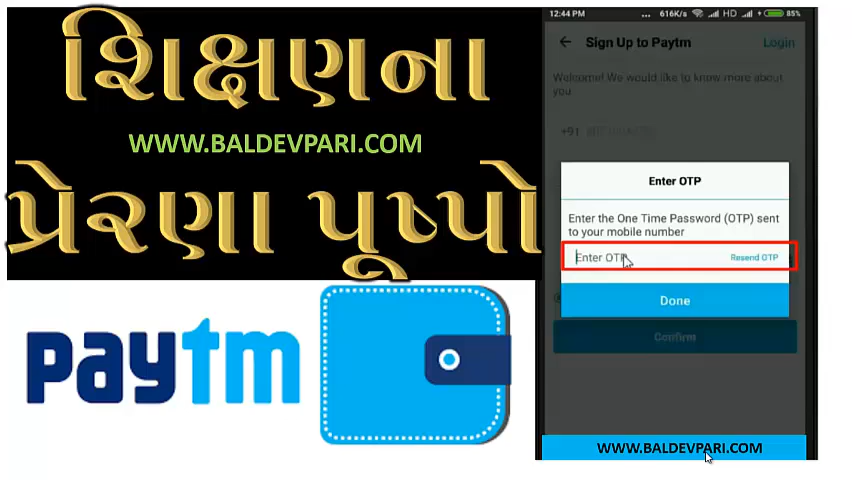 શિક્ષણના
WWW.BALDEVPARI.COM
પ્રેરણા પૂષ્પો
paytm
12:44 PM ... 616K/s HD 85%
Sign Up to Paytm Login
Welcome! We would like to know more about
you
+91
Enter OTP
Enter the One Time Password (OTP) sent
to your mobile number
Enter OTP Resend OTP
Done
Confirm
WWW.BALDEVPARI.COM